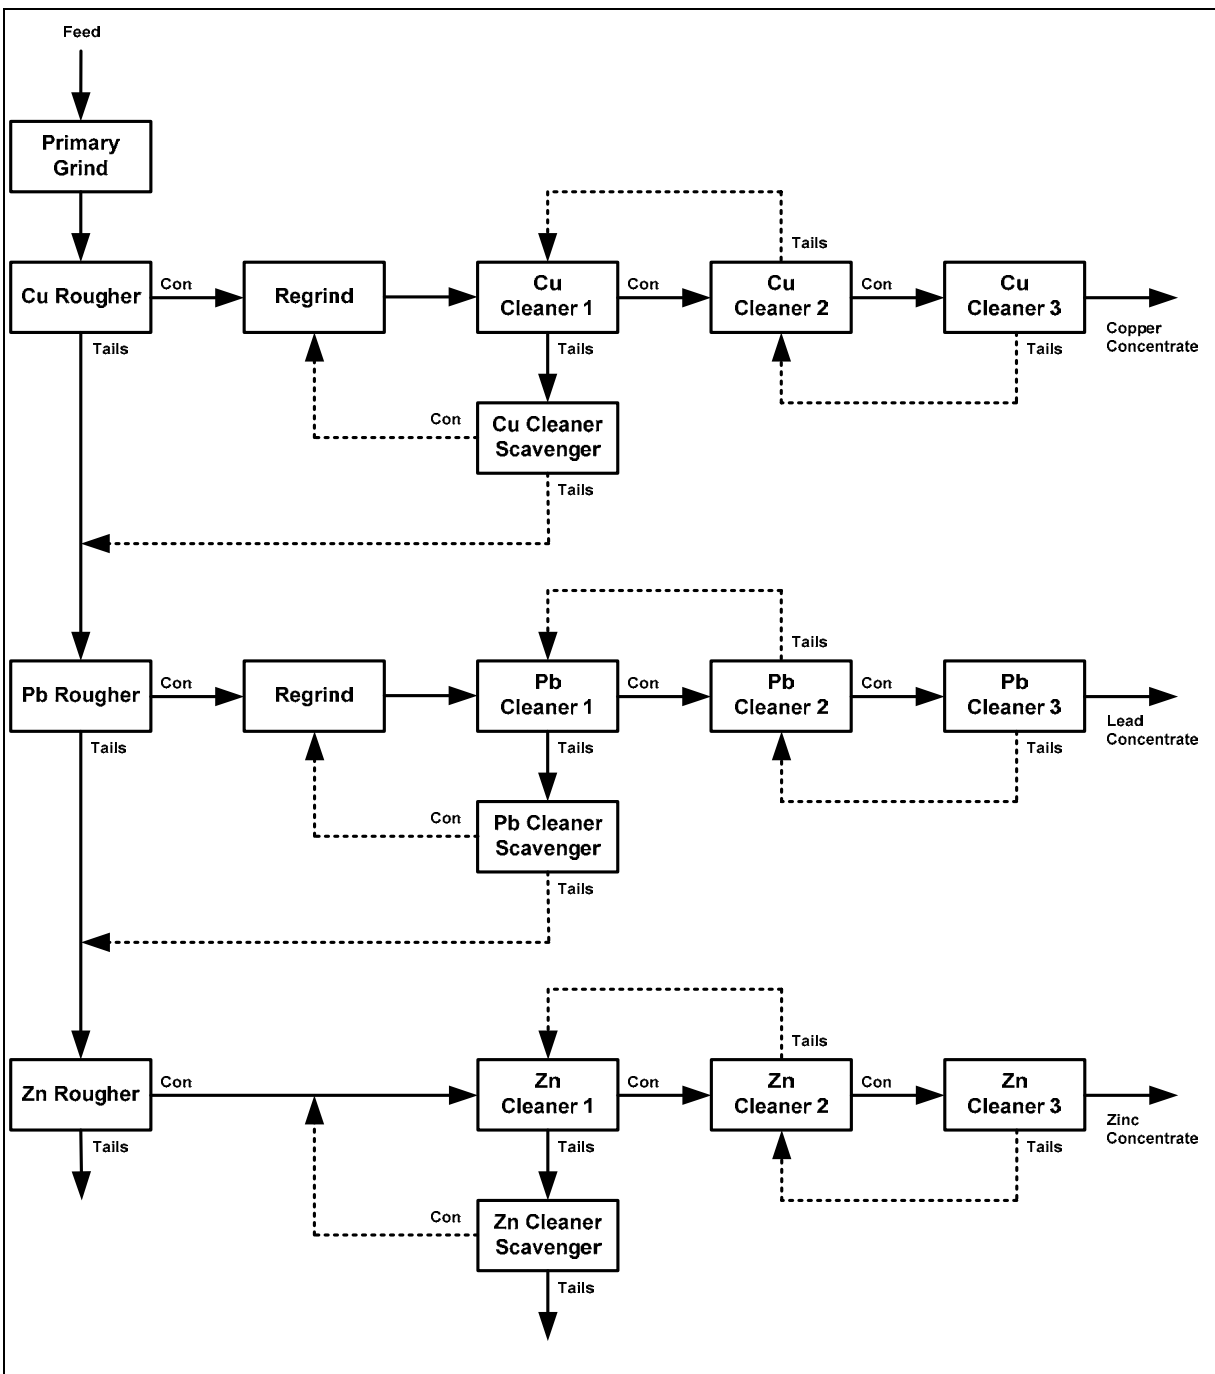 Feed
Primary
Grind
Tails
Cu Rougher
Con
Regrind
Cu
Cleaner 1
Con
Cu
Cleaner 2
Con
Cu
Cleaner 3
Copper
Concentrate
Tails
Tails
Tails
Con
Cu Cleaner
Scavenger
Tails
Tails
Pb Rougher
Con
Regrind
Pb
Cleaner 1
Con
Pb
Cleaner 2
Con
Pb
Cleaner 3
Lead
Concentrate
Tails
Tails
Tails
Con
Pb Cleaner
Scavenger
Tails
Tails
Zn Rougher
Con
Zn
Cleaner 1
Con
Zn
Cleaner 2
Con
Zn
Cleaner 3
Zinc
Concentrate
Tails
Tails
Tails
Con
Zn Cleaner
Scavenger
Tails